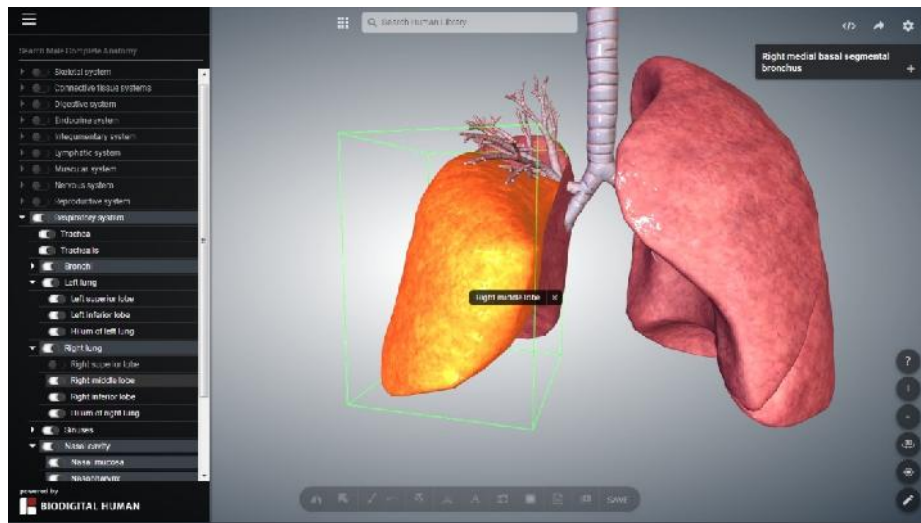 Search Human Library
Search Male Complete Anatomy
Skeletal system
Connective tissue systems
Digestive system
Endocrine system
Integumentary system
Lymphatic system
Muscular system
Nervous system
Reproductive system
Respiratory system
Trachea
Trachealis
Bronchi
Left lung
Left superior lobe
Left inferior lobe
Hilum of left lung
Right lung
Right superior lobe
Right middle lobe
Right inferior lobe
Hilum of right lung
Sinuses
Nasal cavity
Nasal mucosa
Nasopharynx
powered by
BIODIGITAL HUMAN
Right middle lobe ×
Right medial basal segmental
bronchus +
</>
?
+
-
SAVE